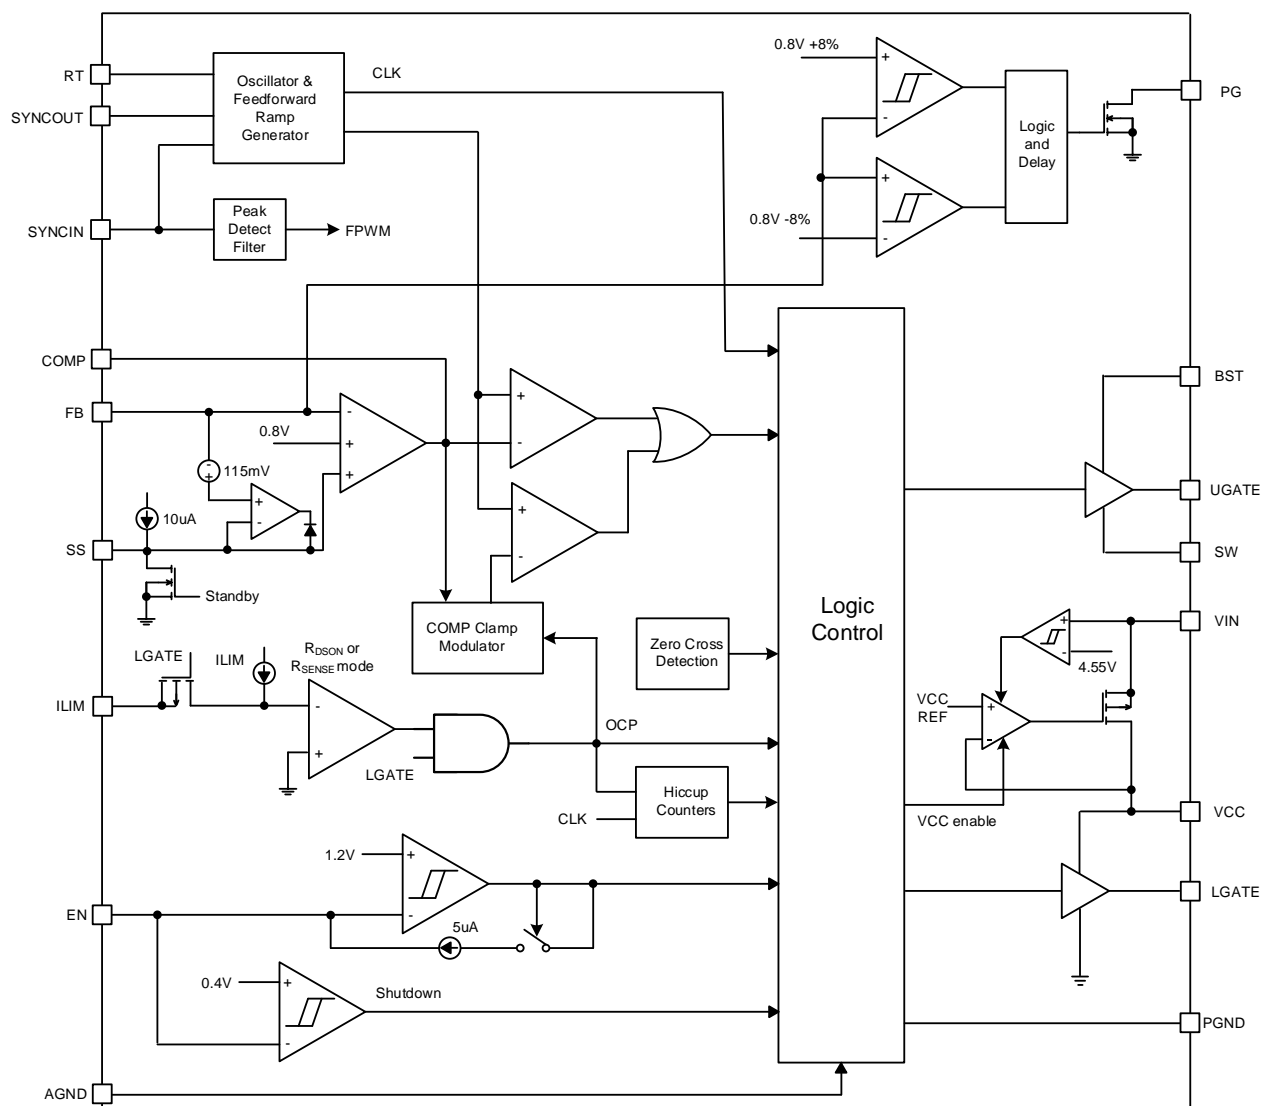 RT
Oscillator &
Feedforward
Ramp
Generator
CLK
SYNCOUT
SYNCIN
Peak
Detect
Filter
FPWM
0.8V +8%
+
-
+
-
0.8V -8%
Logic
and
Delay
PG
COMP
FB
0.8V
-
+
+
-
+
115mV
+
-
10uA
SS
Standby
+
-
+
-
COMP Clamp
Modulator
Logic
Control
BST
UGATE
SW
VIN
+
-
4.55V
VCC
REF
+
-
VCC
VCC enable
LGATE
PGND
Zero Cross
Detection
LGATE
ILIM
RDSON or
RSENSE mode
ILIM
-
+
LGATE
OCP
Hiccup
Counters
CLK
1.2V
+
-
EN
5uA
0.4V
+
-
Shutdown
AGND